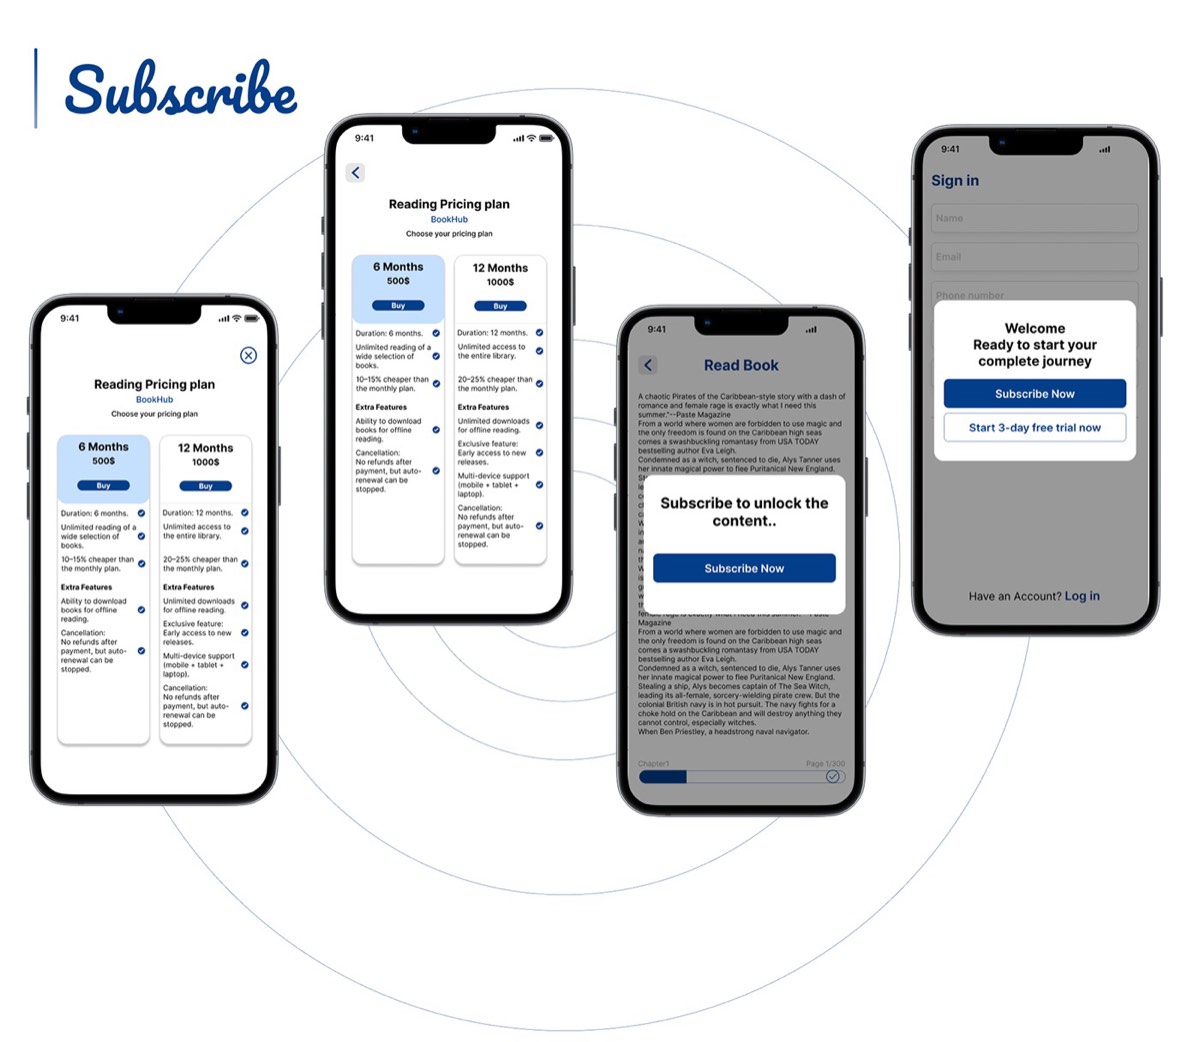 Subscribe
9:41
Reading Pricing plan
BookHub
Choose your pricing plan
6 Months
500$
Buy
Duration: 6 months.
Unlimited reading of a
wide selection of
books.
10–15% cheaper than
the monthly plan.
Extra Features
Ability to download
books for offline
reading.
Cancellation:
No refunds after
payment, but auto-
renewal can be
stopped.
12 Months
1000$
Buy
Duration: 12 months.
Unlimited access to
the entire library.
20–25% cheaper than
the monthly plan.
Extra Features
Unlimited downloads
for offline reading.
Exclusive feature:
Early access to new
releases.
Multi-device support
(mobile + tablet +
laptop).
Cancellation:
No refunds after
payment, but auto-
renewal can be
stopped.
9:41
Reading Pricing plan
BookHub
Choose your pricing plan
6 Months
500$
Buy
Duration: 6 months.
Unlimited reading of a
wide selection of
books.
10–15% cheaper than
the monthly plan.
Extra Features
Ability to download
books for offline
reading.
Cancellation:
No refunds after
payment, but auto-
renewal can be
stopped.
12 Months
1000$
Buy
Duration: 12 months.
Unlimited access to
the entire library.
20–25% cheaper than
the monthly plan.
Extra Features
Unlimited downloads
for offline reading.
Exclusive feature:
Early access to new
releases.
Multi-device support
(mobile + tablet +
laptop).
Cancellation:
No refunds after
payment, but auto-
renewal can be
stopped.
9:41
Read Book
A chaotic Pirates of the Caribbean-style story with a dash of
romance and female rage is exactly what I need this
summer."--Paste Magazine
From a world where women are forbidden to use magic and
the only freedom is found on the Caribbean high seas
comes a swashbuckling romantasy from USA TODAY
bestselling author Eva Leigh.
Condemned as a witch, sentenced to die, Alys Tanner uses
her innate magical power to flee Puritanical New England.
Subscribe to unlock the
content..
Subscribe Now
Magazine
From a world where women are forbidden to use magic and
the only freedom is found on the Caribbean high seas
comes a swashbuckling romantasy from USA TODAY
bestselling author Eva Leigh.
Condemned as a witch, sentenced to die, Alys Tanner uses
her innate magical power to flee Puritanical New England.
Stealing a ship, Alys becomes captain of The Sea Witch,
leading its all-female, sorcery-wielding pirate crew. But the
colonial British navy is in hot pursuit. The navy fights for a
choke hold on the Caribbean and will destroy anything they
cannot control, especially witches.
When Ben Priestley, a headstrong naval navigator.
Chapter1
Page 1/300
9:41
Sign in
Name
Email
Phone number
Welcome
Ready to start your
complete journey
Subscribe Now
Start 3-day free trial now
Have an Account? Log in